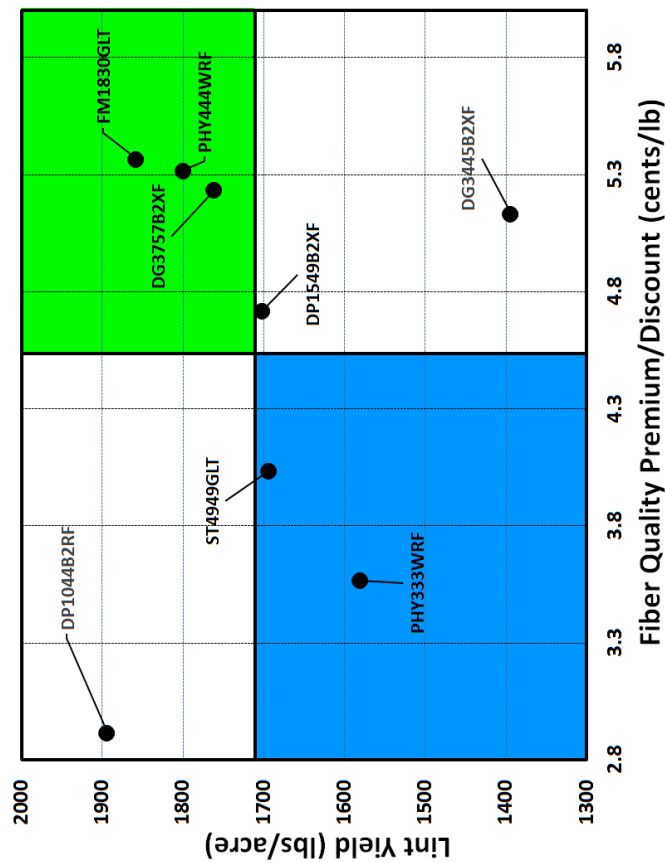 Lint Yield (lbs/acre)
2000
1900
1800
1700
1600
1500
1400
1300
DP1044B2RF
ST4949GLT
PHY333WRF
FM1830GLT
PHY444WRF
DG3757B2XF
DP1549B2XF
DG3445B2XF
2.8
3.3
3.8
4.3
4.8
5.3
5.8
Fiber Quality Premium/Discount (cents/lb)